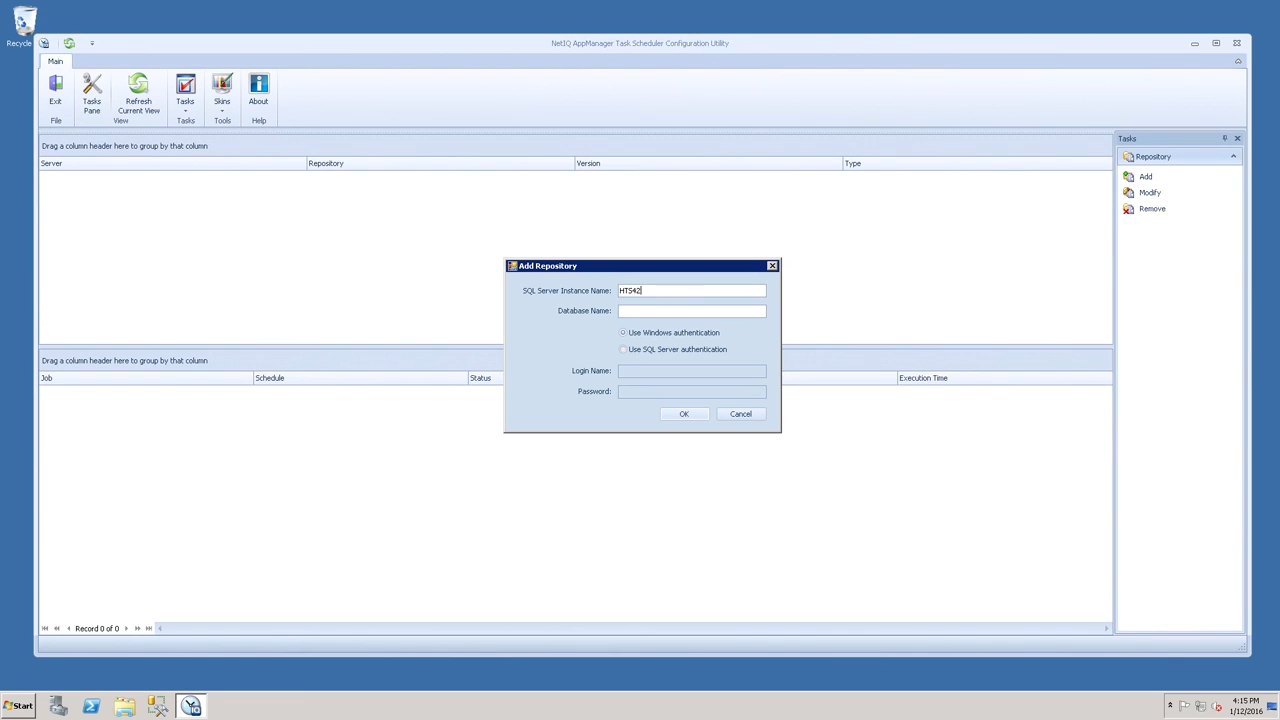 Recycle
NetIQ AppManager Task Scheduler Configuration Utility
Main
Exit
Tasks Pane
Refresh Current View
Tasks
Skins
About
File
View
Tasks
Tools
Help
Drag a column header here to group by that column
Server
Repository
Version
Type
Tasks
Repository
Add
Modify
Remove
Add Repository
SQL Server Instance Name:
HTS42
Database Name:
Use Windows authentication
Use SQL Server authentication
Login Name:
Password:
OK
Cancel
Drag a column header here to group by that column
Job
Schedule
Status
Execution Time
Record 0 of 0
Start
4:15 PM
1/12/2016